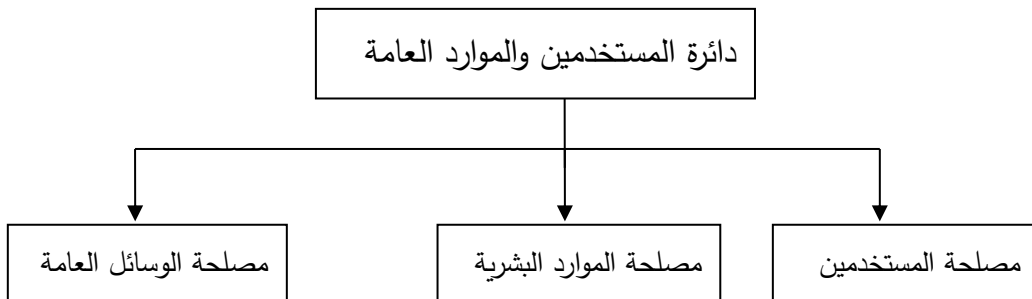 دائرة المستخدمين والموارد العامة
مصلحة المستخدمين
مصلحة الموارد البشرية
مصلحة الوسائل العامة